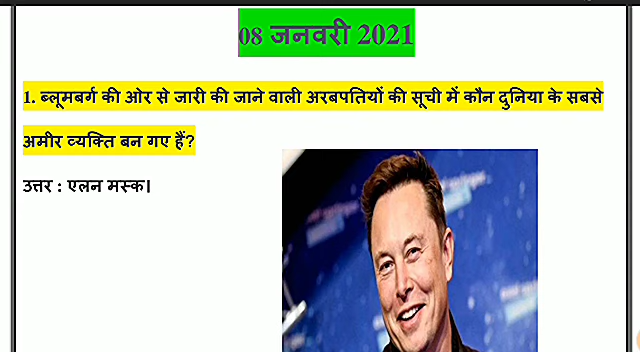 08 जनवरी 2021
1. ब्लूमबर्ग की ओर से जारी की जाने वाली अरबपतियों की सूची में कौन दुनिया के सबसे
अमीर व्यक्ति बन गए हैं?
उत्तर : एलन मस्क।